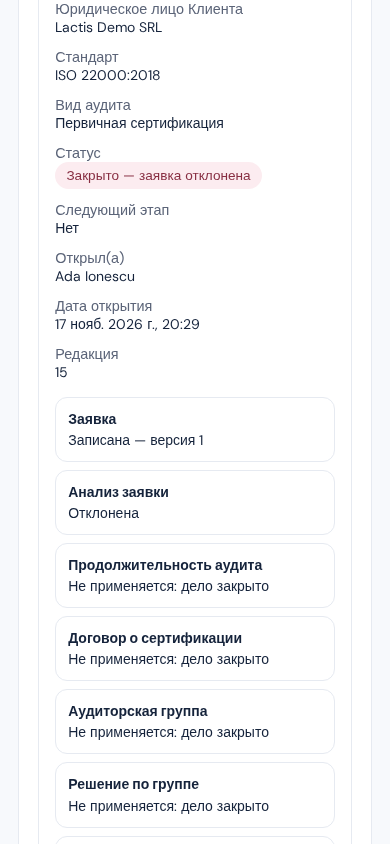 Юридическое лицо Клиента
Lactis Demo SRL
Стандарт
ISO 22000:2018
Вид аудита
Первичная сертификация
Статус
Закрыто — заявка отклонена
Следующий этап
Нет
Открыл(а)
Ada Ionescu
Дата открытия
17 нояб. 2026 г., 20:29
Редакция
15
Заявка
Записана — версия 1
Анализ заявки
Отклонена
Продолжительность аудита
Не применяется: дело закрыто
Договор о сертификации
Не применяется: дело закрыто
Аудиторская группа
Не применяется: дело закрыто
Решение по группе
Не применяется: дело закрыто